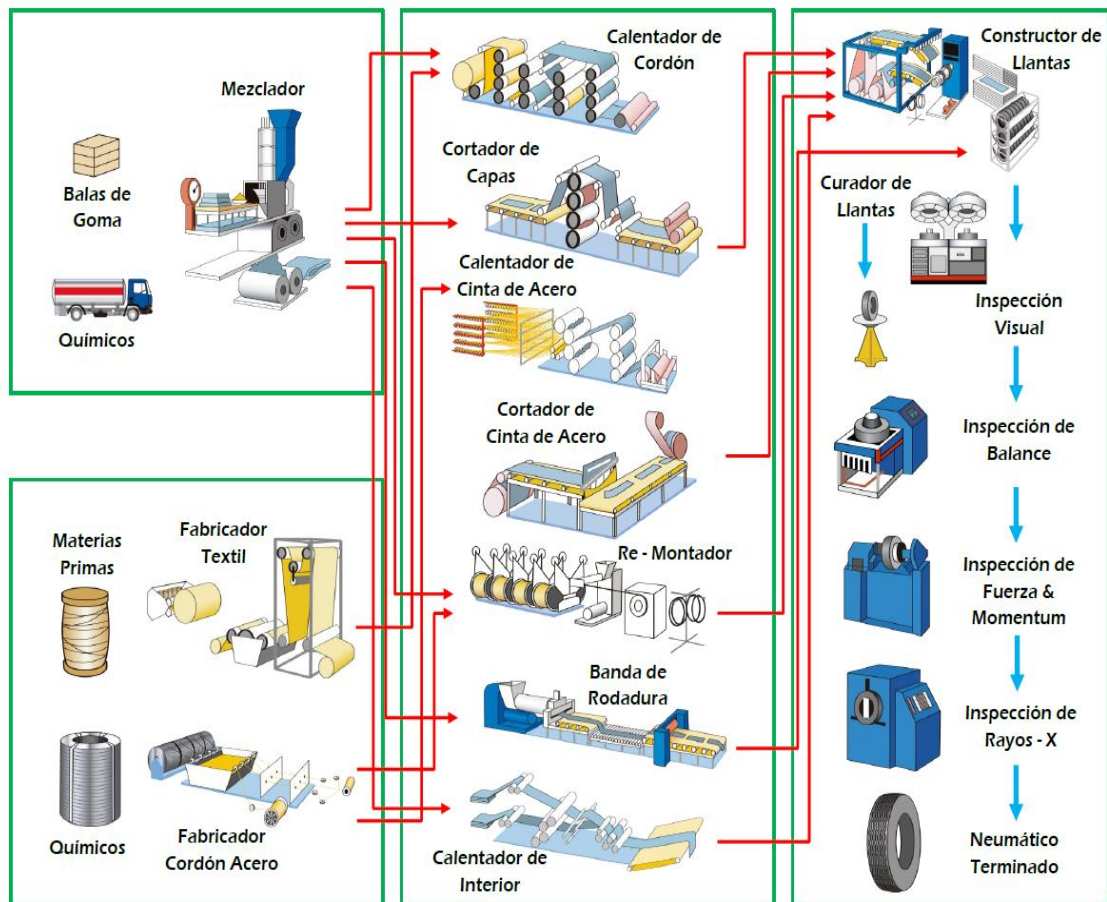 Mezclador
Balas de
Goma
Químicos
Materias
Primas
Fabricador
Textil
Químicos
Fabricador
Cordón Acero
Calentador de
Cordón
Cortador de
Capas
Calentador de
Cinta de Acero
Cortador de
Cinta de Acero
Re - Montador
Banda de
Rodadura
Calentador de
Interior
Constructor de
Llantas
Curador de
Llantas
Inspección
Visual
Inspección de
Balance
Inspección de
Fuerza &
Momentum
Inspección de
Rayos - X
Neumático
Terminado